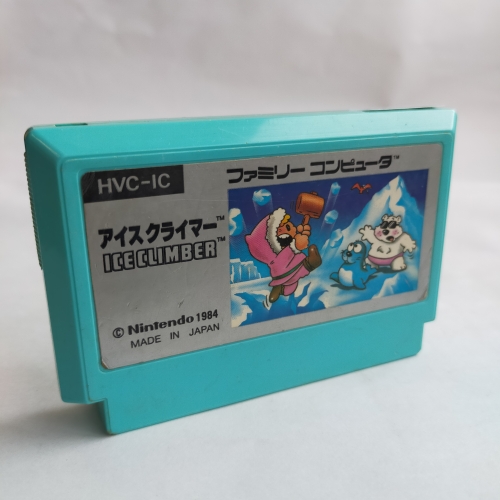 HVC-IC
ファミリー コンピュータ™
アイスクライマー™
ICE CLIMBER™
© Nintendo 1984
MADE IN JAPAN